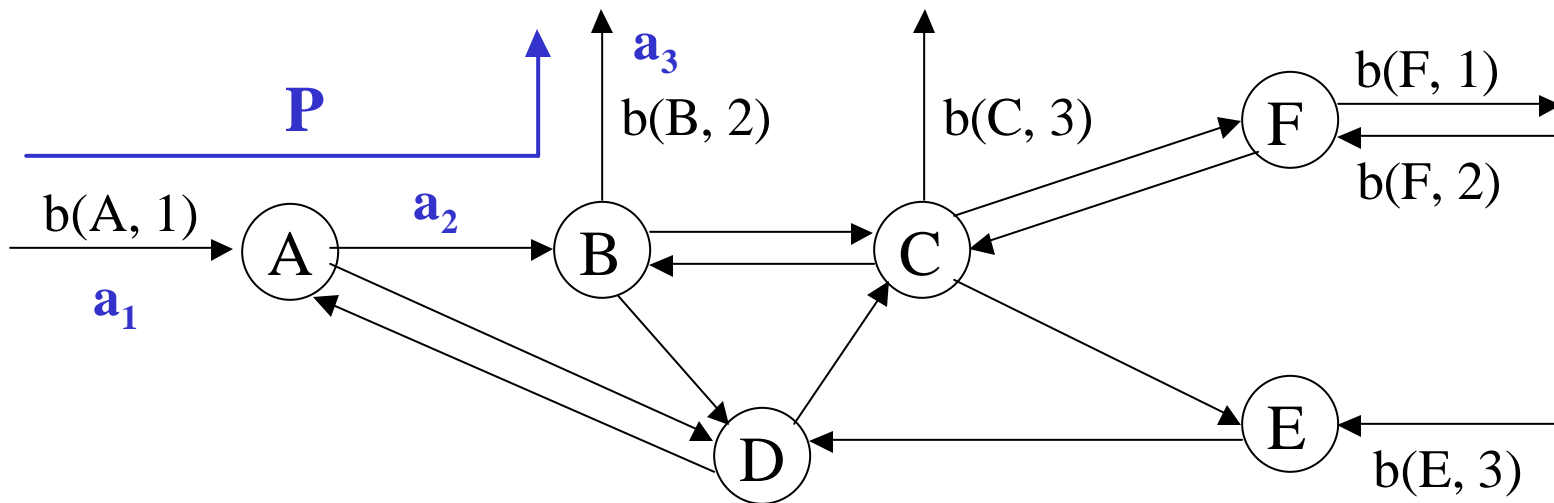 a₃
P
b(B, 2)
b(C, 3)
b(F, 1)
F
b(F, 2)
b(A, 1)
a₂
A
B
C
a₁
D
E
b(E, 3)